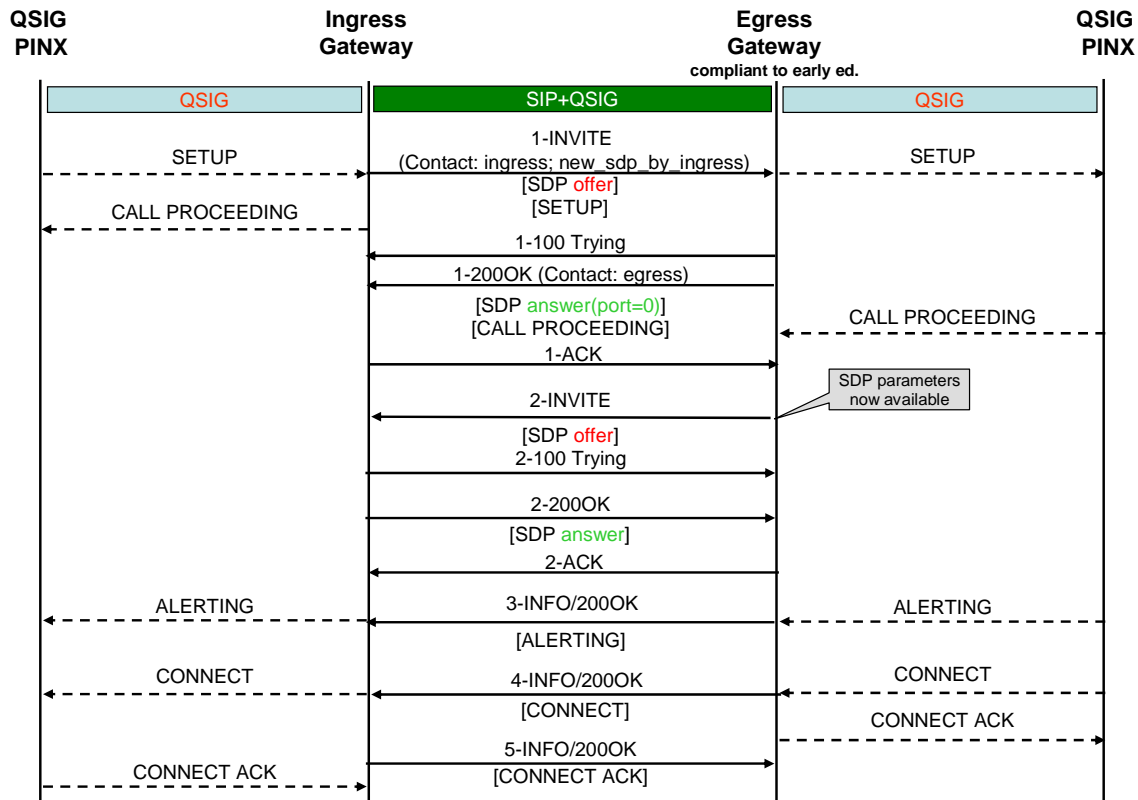 QSIG
PINX
Ingress
Gateway
Egress
Gateway
compliant to early ed.
QSIG
PINX
QSIG
SIP+QSIG
QSIG
SETUP
1-INVITE
(Contact: ingress; new_sdp_by_ingress)
[SDP offer]
[SETUP]
SETUP
CALL PROCEEDING
1-100 Trying
1-200OK (Contact: egress)
[SDP answer(port=0)]
[CALL PROCEEDING]
CALL PROCEEDING
1-ACK
SDP parameters
now available
2-INVITE
[SDP offer]
2-100 Trying
2-200OK
[SDP answer]
2-ACK
ALERTING
3-INFO/200OK
[ALERTING]
ALERTING
CONNECT
4-INFO/200OK
[CONNECT]
CONNECT
CONNECT ACK
5-INFO/200OK
[CONNECT ACK]
CONNECT ACK